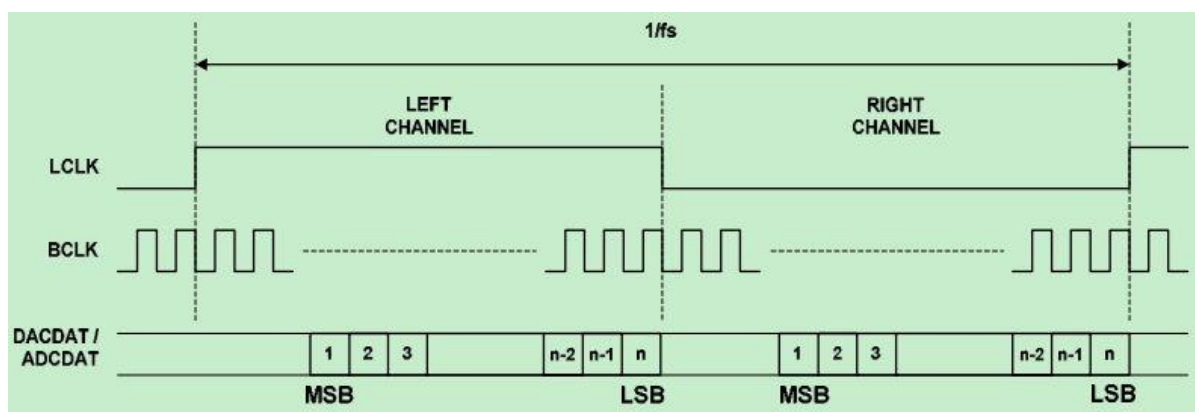 1/fs
LEFT
CHANNEL
RIGHT
CHANNEL
LCLK
BCLK
DACDAT /
ADCDAT
1 2 3 n-2 n-1 n 1 2 3 n-2 n-1 n
MSB LSB MSB LSB